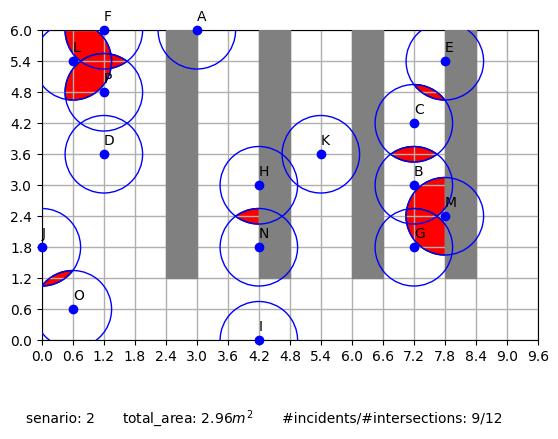 F A
6.0
L E
5.4
P
4.8
C
4.2
D K
3.6
H B
3.0
M
2.4
J N G
1.8
1.2
O
0.6
I
0.0
0.0 0.6 1.2 1.8 2.4 3.0 3.6 4.2 4.8 5.4 6.0 6.6 7.2 7.8 8.4 9.0 9.6
senario: 2 total_area: 2.96m² #incidents/#intersections: 9/12